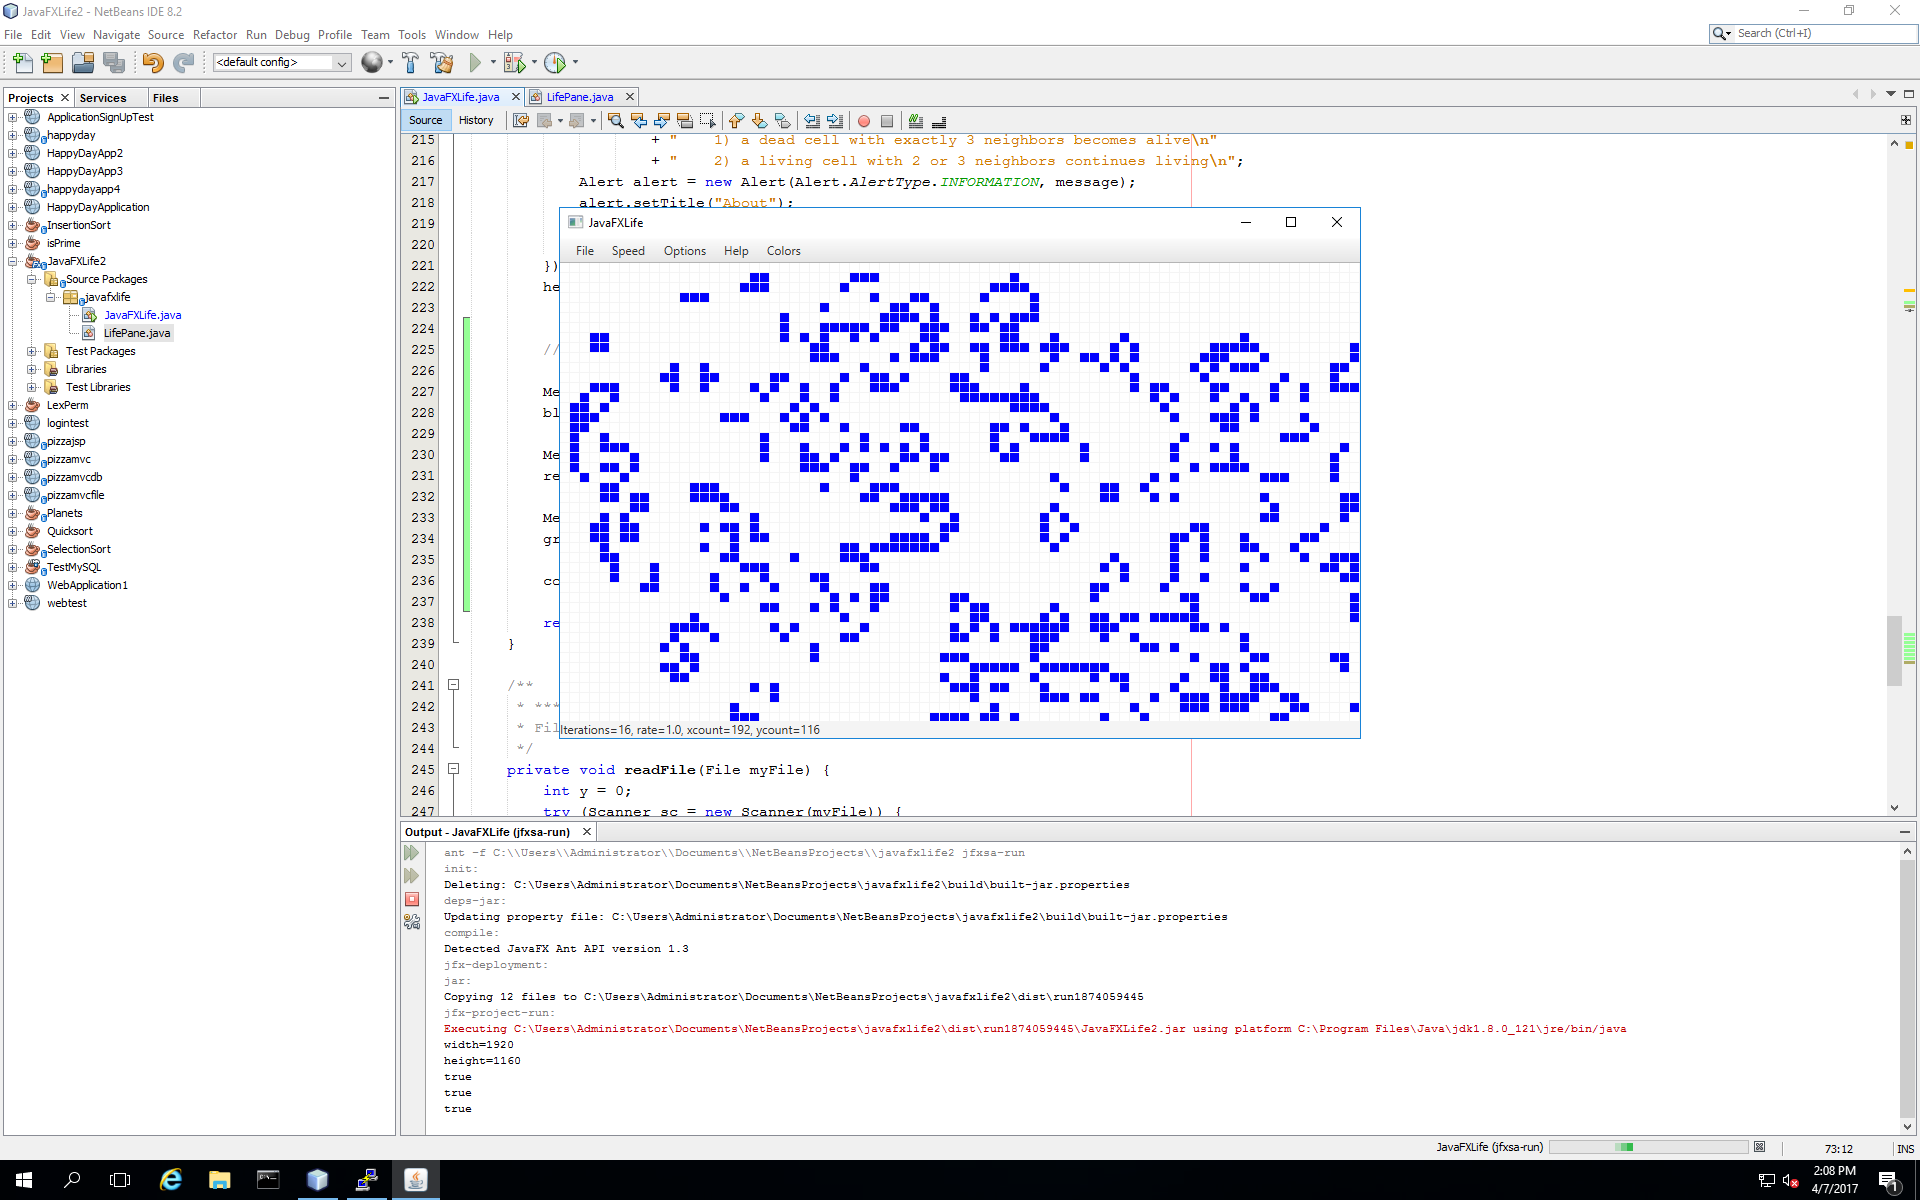 JavaFXLife2 - NetBeans IDE 8.2
File Edit View Navigate Source Refactor Run Debug Profile Team Tools Window Help
Search (Ctrl+I)
<default config>
Projects Services Files
ApplicationSignUpTest
happyday
HappyDayApp2
HappyDayApp3
happydayapp4
HappyDayApplication
InsertionSort
isPrime
JavaFXLife2
Source Packages
javafxlife
JavaFXLife.java
LifePane.java
Test Packages
Libraries
Test Libraries
LexPerm
logintest
pizzajsp
pizzamvc
pizzamvcdb
pizzamvcfile
Planets
Quicksort
SelectionSort
TestMySQL
WebApplication1
webtest
JavaFXLife.java LifePane.java
Source History
215 + "    1) a dead cell with exactly 3 neighbors becomes alive\n"
216 + "    2) a living cell with 2 or 3 neighbors continues living\n";
217 Alert alert = new Alert(Alert.AlertType.INFORMATION, message);
218 alert.setTitle("About");
219
220
221 })
222 he
223
224
225 //
226
227 Me
228 bl
229
230 Me
231 re
232
233 Me
234 gr
235
236 co
237
238 re
239 }
240
241 /**
242 * ***
243 * Fil
244 */
245 private void readFile(File myFile) {
246 int y = 0;
247 try (Scanner sc = new Scanner(myFile)) {
JavaFXLife
File Speed Options Help Colors
Iterations=16, rate=1.0, xcount=192, ycount=116
Output - JavaFXLife (jfxsa-run)
ant -f C:\\Users\\Administrator\\Documents\\NetBeansProjects\\javafxlife2 jfxsa-run
init:
Deleting: C:\Users\Administrator\Documents\NetBeansProjects\javafxlife2\build\built-jar.properties
deps-jar:
Updating property file: C:\Users\Administrator\Documents\NetBeansProjects\javafxlife2\build\built-jar.properties
compile:
Detected JavaFX Ant API version 1.3
jfx-deployment:
jar:
Copying 12 files to C:\Users\Administrator\Documents\NetBeansProjects\javafxlife2\dist\run1874059445
jfx-project-run:
Executing C:\Users\Administrator\Documents\NetBeansProjects\javafxlife2\dist\run1874059445\JavaFXLife2.jar using platform C:\Program Files\Java\jdk1.8.0_121\jre/bin/java
width=1920
height=1160
true
true
true
JavaFXLife (jfxsa-run)
73:12
INS
2:08 PM
4/7/2017
1